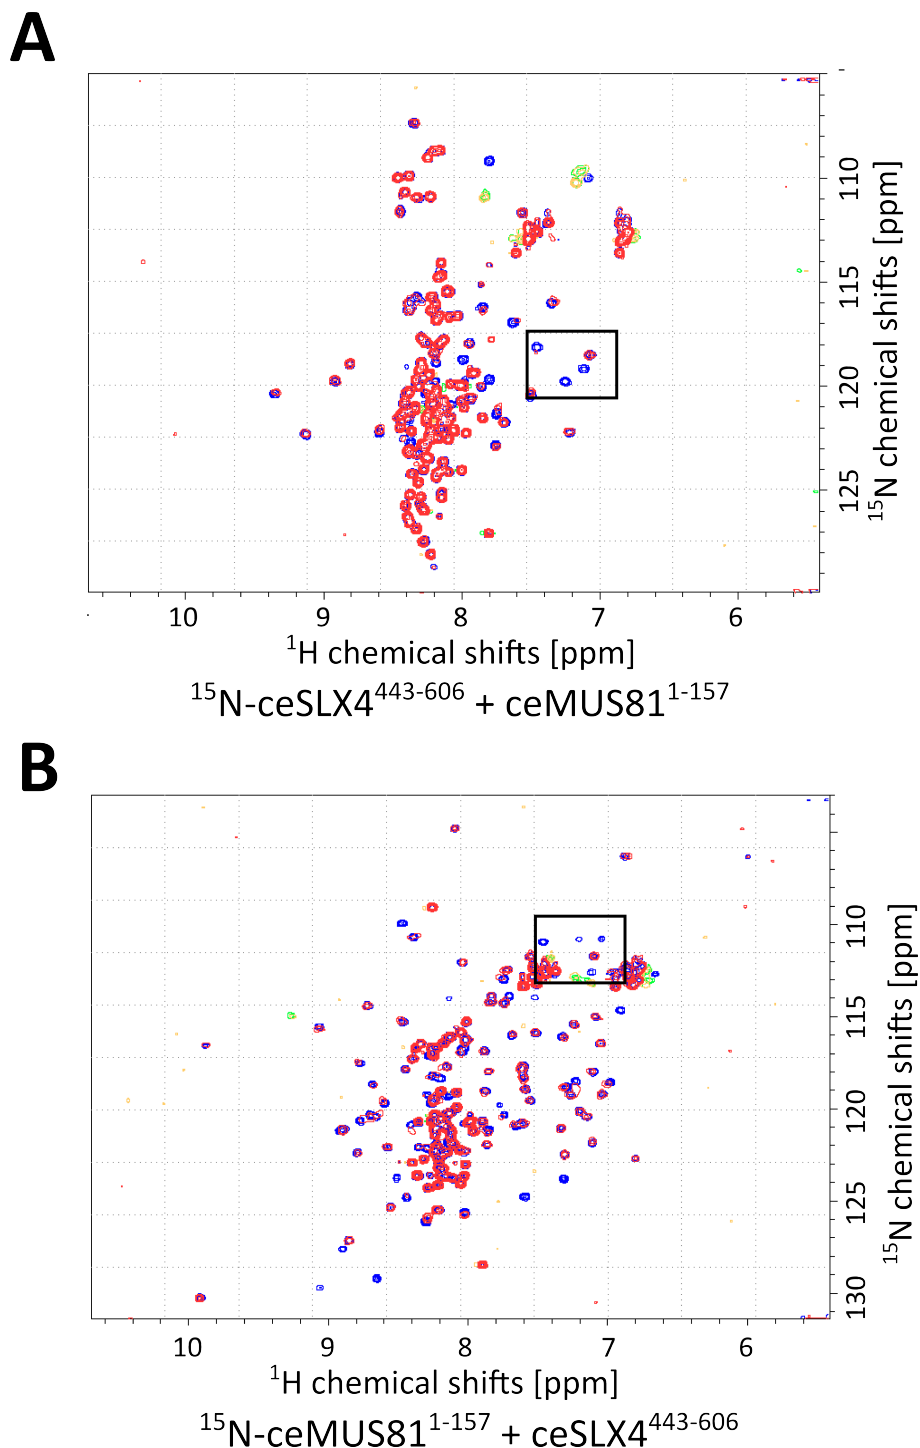 A
110
115
120
125
¹⁵N chemical shifts [ppm]
10 9 8 7 6
¹H chemical shifts [ppm]
¹⁵N-ceSLX4⁴⁴³⁻⁶⁰⁶ + ceMUS81¹⁻¹⁵⁷
B
110
115
120
125
130
¹⁵N chemical shifts [ppm]
10 9 8 7 6
¹H chemical shifts [ppm]
¹⁵N-ceMUS81¹⁻¹⁵⁷ + ceSLX4⁴⁴³⁻⁶⁰⁶